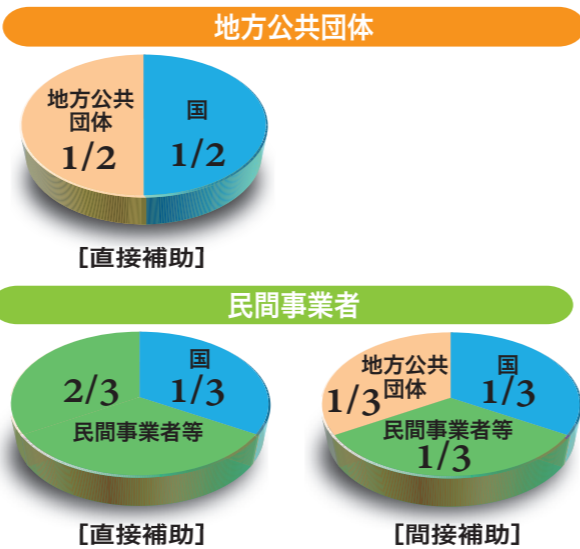 地方公共団体
地方公共
団体
1/2
国
1/2
[直接補助]
民間事業者
2/3
国
1/3
民間事業者等
[直接補助]
地方公共
団体
1/3
国
1/3
民間事業者等
1/3
[間接補助]